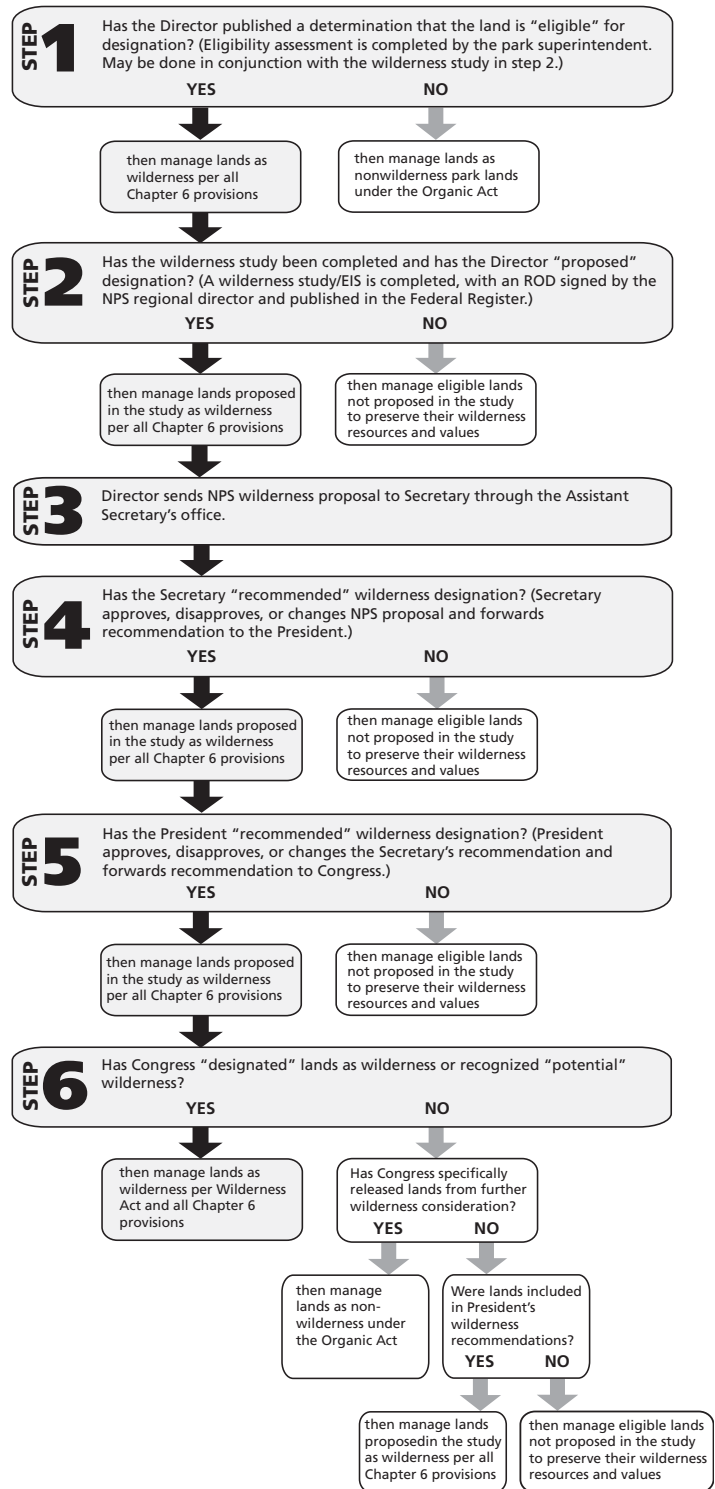 STEP 1
Has the Director published a determination that the land is “eligible” for
designation? (Eligibility assessment is completed by the park superintendent.
May be done in conjunction with the wilderness study in step 2.)
YES
NO
then manage lands as
wilderness per all
Chapter 6 provisions
then manage lands as
nonwilderness park lands
under the Organic Act
STEP 2
Has the wilderness study been completed and has the Director “proposed”
designation? (A wilderness study/EIS is completed, with an ROD signed by the
NPS regional director and published in the Federal Register.)
YES
NO
then manage lands proposed
in the study as wilderness
per all Chapter 6 provisions
then manage eligible lands
not proposed in the study
to preserve their wilderness
resources and values
STEP 3
Director sends NPS wilderness proposal to Secretary through the Assistant
Secretary’s office.
STEP 4
Has the Secretary “recommended” wilderness designation? (Secretary
approves, disapproves, or changes NPS proposal and forwards
recommendation to the President.)
YES
NO
then manage lands proposed
in the study as wilderness
per all Chapter 6 provisions
then manage eligible lands
not proposed in the study
to preserve their wilderness
resources and values
STEP 5
Has the President “recommended” wilderness designation? (President
approves, disapproves, or changes the Secretary’s recommendation and
forwards recommendation to Congress.)
YES
NO
then manage lands proposed
in the study as wilderness
per all Chapter 6 provisions
then manage eligible lands
not proposed in the study
to preserve their wilderness
resources and values
STEP 6
Has Congress “designated” lands as wilderness or recognized “potential”
wilderness?
YES
NO
then manage lands as
wilderness per Wilderness
Act and all Chapter 6
provisions
Has Congress specifically
released lands from further
wilderness consideration?
YES
NO
then manage
lands as non-
wilderness under
the Organic Act
Were lands included
in President’s
wilderness
recommendations?
YES
NO
then manage lands
proposedin the study
as wilderness per all
Chapter 6 provisions
then manage eligible lands
not proposed in the study
to preserve their wilderness
resources and values